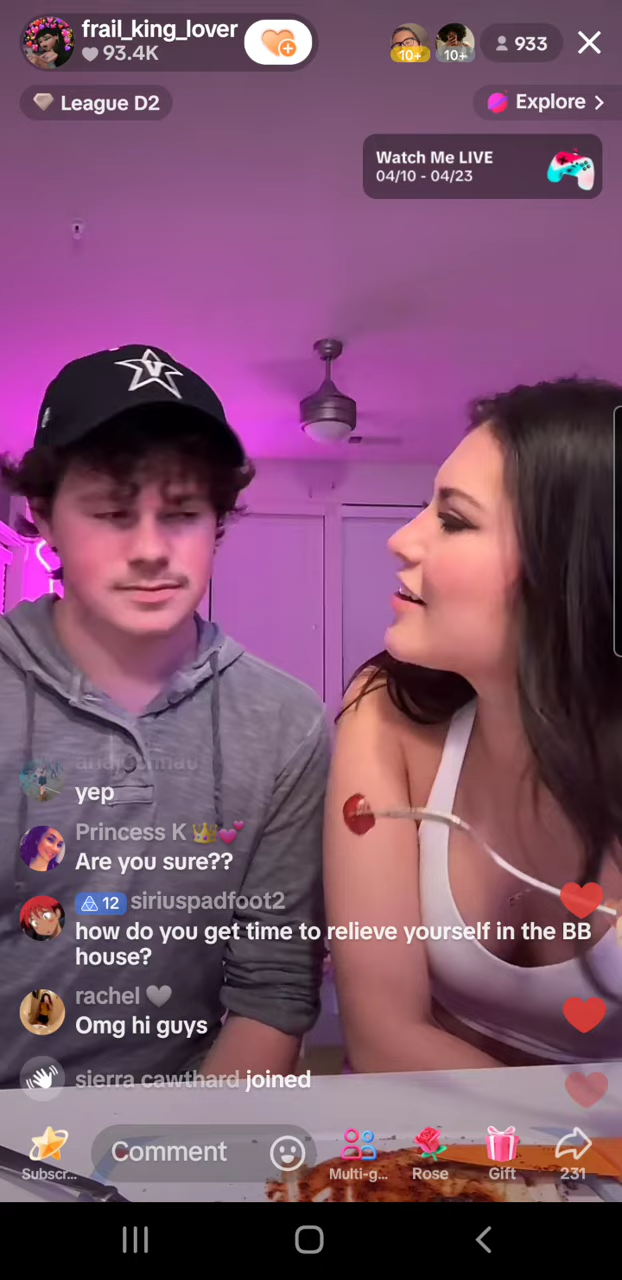 frail_king_lover
93.4K
10+
10+
933
League D2
Explore
Watch Me LIVE
04/10 - 04/23
V
yep
Princess K
Are you sure??
12 siriuspadfoot2
how do you get time to relieve yourself in the BB
house?
rachel
Omg hi guys
sierra cawthard joined
Comment
Subscr...
Multi-g...
Rose
Gift
231